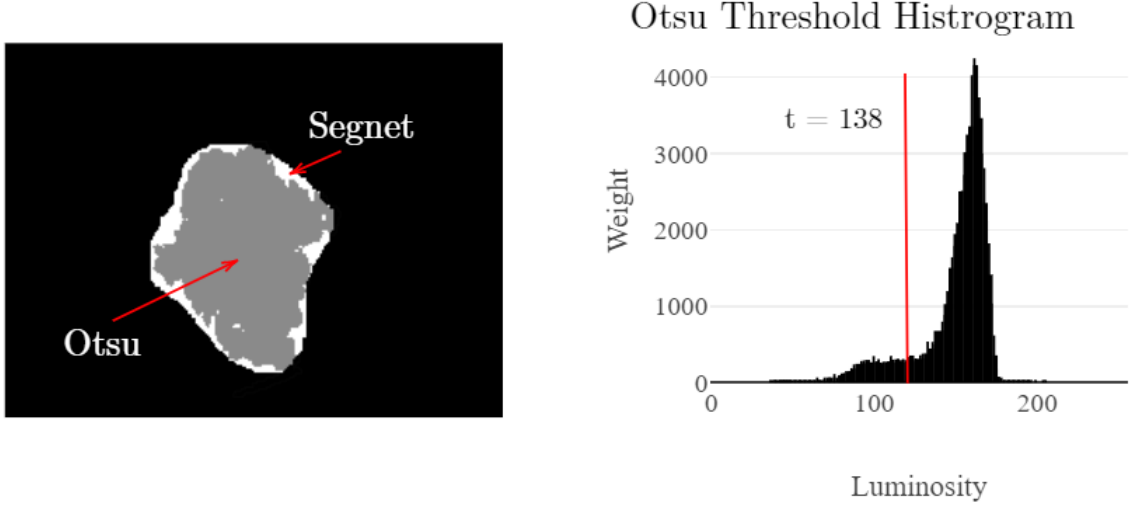 Segnet
Otsu
Otsu Threshold Histrogram
t = 138
Weight
4000
3000
2000
1000
0
0 100 200
Luminosity